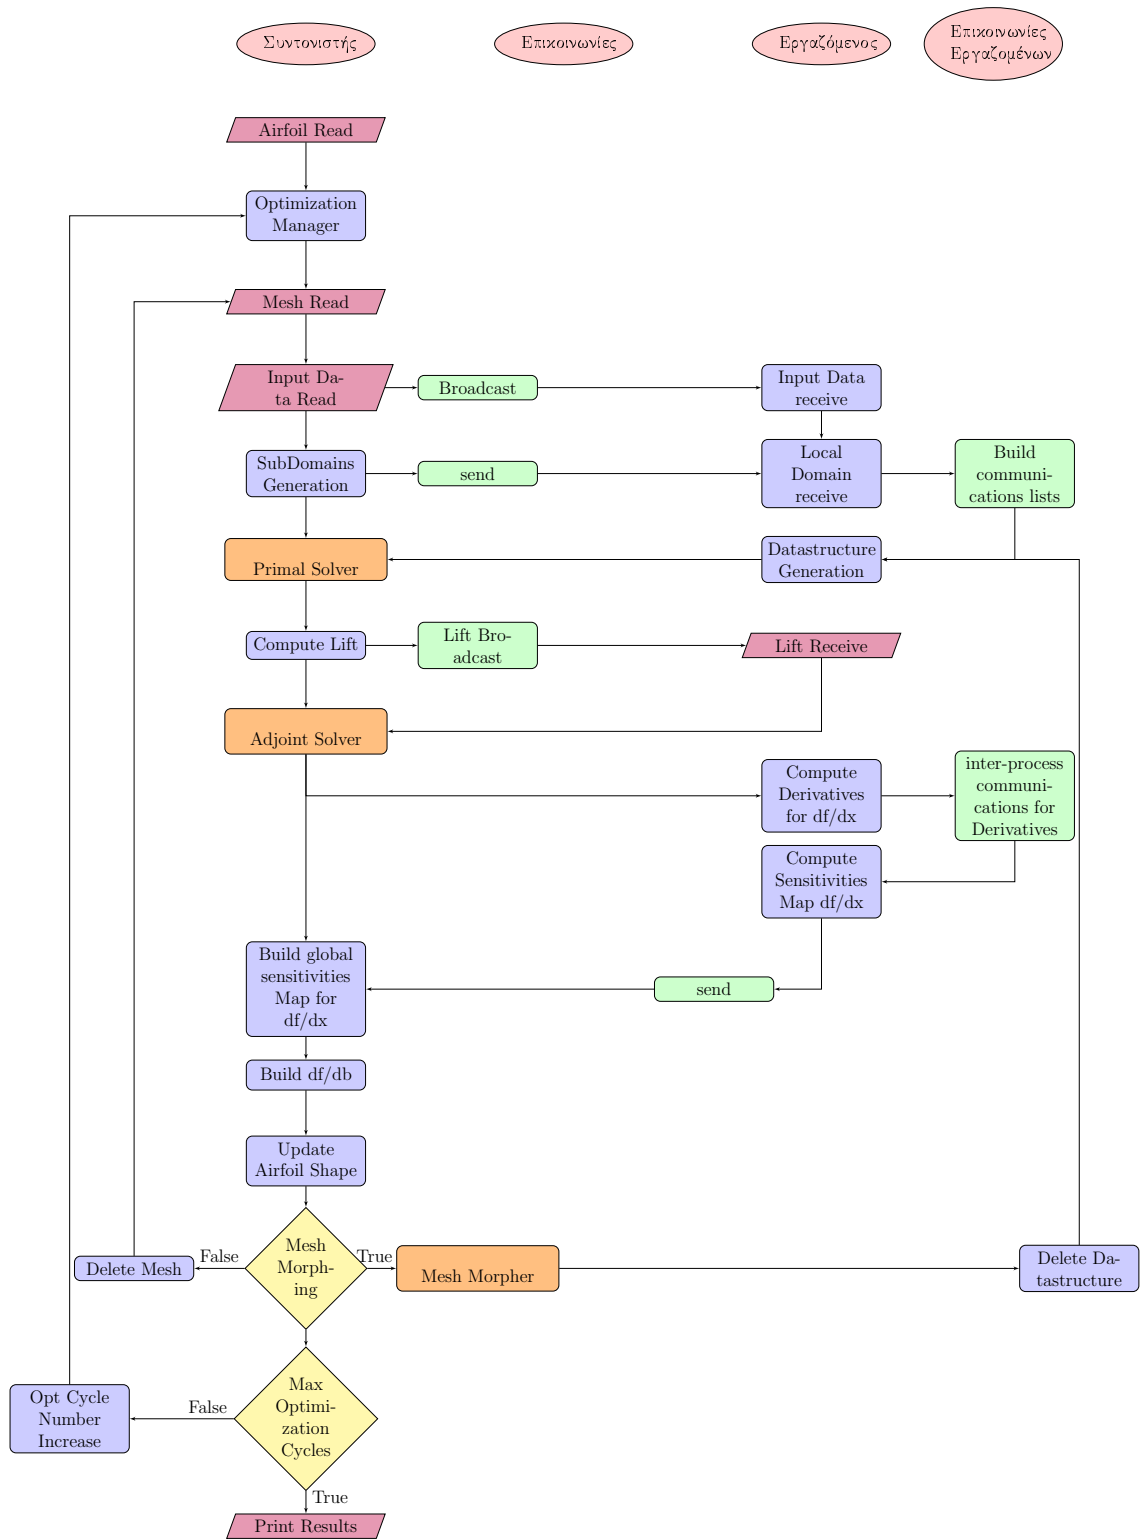 Συντονιστής
Επικοινωνίες
Εργαζόμενος
Επικοινωνίες
Εργαζομένων
Airfoil Read
Optimization
Manager
Mesh Read
Input Da-
ta Read
Broadcast
Input Data
receive
SubDomains
Generation
send
Local
Domain
receive
Build
communi-
cations lists
Primal Solver
Datastructure
Generation
Compute Lift
Lift Bro-
adcast
Lift Receive
Adjoint Solver
Compute
Derivatives
for df/dx
inter-process
communi-
cations for
Derivatives
Compute
Sensitivities
Map df/dx
Build global
sensitivities
Map for
df/dx
send
Build df/db
Update
Airfoil Shape
Delete Mesh
False
Mesh
Morph-
ing
True
Mesh Morpher
Delete Da-
tastructure
Opt Cycle
Number
Increase
False
Max
Optimi-
zation
Cycles
True
Print Results